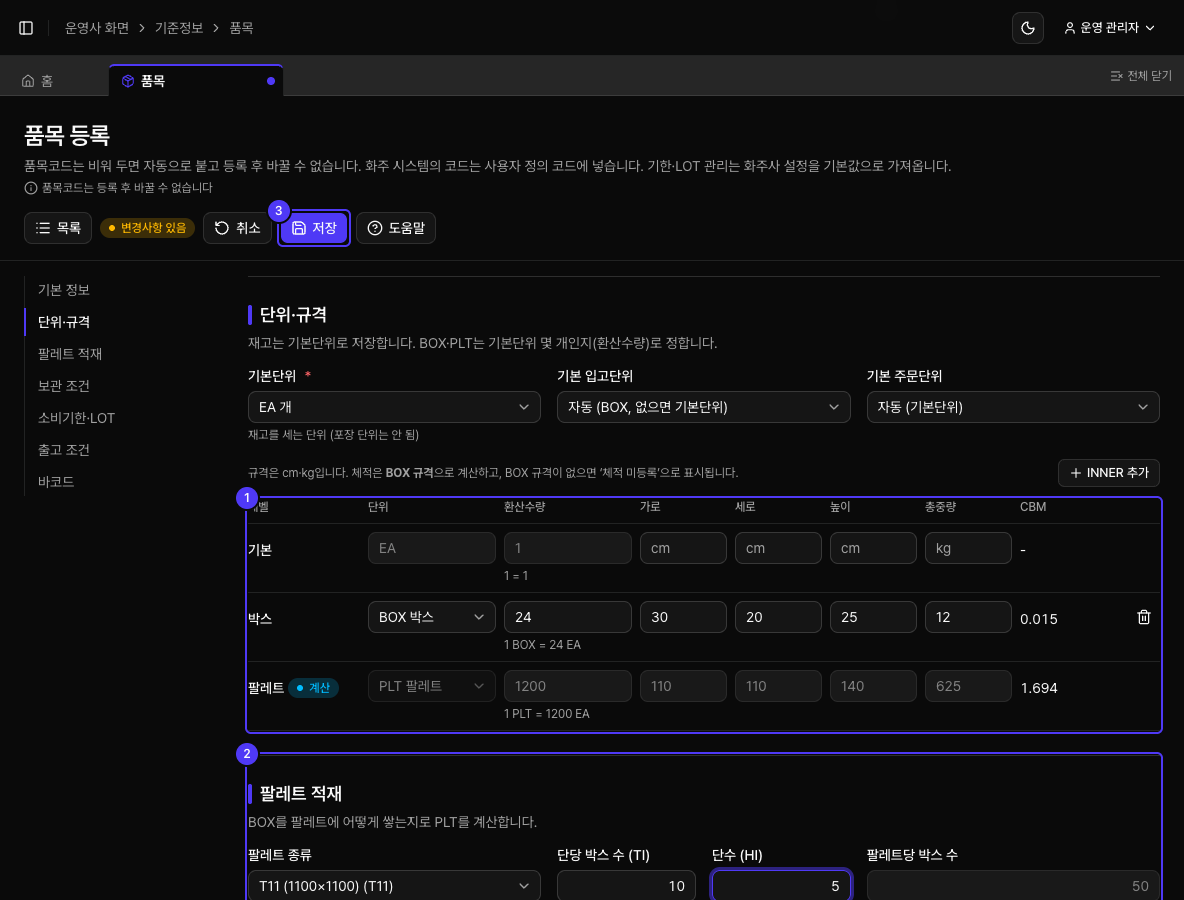 운영사 화면 > 기준정보 > 품목
운영 관리자
홈
품목
전체 닫기
품목 등록
품목코드는 비워 두면 자동으로 붙고 등록 후 바꿀 수 없습니다. 화주 시스템의 코드는 사용자 정의 코드에 넣습니다. 기한·LOT 관리는 화주사 설정을 기본값으로 가져옵니다.
품목코드는 등록 후 바꿀 수 없습니다
목록
변경사항 있음
취소
3
저장
도움말
기본 정보
단위·규격
팔레트 적재
보관 조건
소비기한·LOT
출고 조건
바코드
단위·규격
재고는 기본단위로 저장합니다. BOX·PLT는 기본단위 몇 개인지(환산수량)로 정합니다.
기본단위 * 기본 입고단위 기본 주문단위
EA 개 자동 (BOX, 없으면 기본단위) 자동 (기본단위)
재고를 세는 단위 (포장 단위는 안 됨)
규격은 cm·kg입니다. 체적은 BOX 규격으로 계산하고, BOX 규격이 없으면 '체적 미등록'으로 표시됩니다.
INNER 추가
1
단위 환산수량 가로 세로 높이 총중량 CBM
기본 EA 1 cm cm cm kg -
1 = 1
박스 BOX 박스 24 30 20 25 12 0.015
1 BOX = 24 EA
팔레트 계산 PLT 팔레트 1200 110 110 140 625 1.694
1 PLT = 1200 EA
2
팔레트 적재
BOX를 팔레트에 어떻게 쌓는지로 PLT를 계산합니다.
팔레트 종류 단당 박스 수 (TI) 단수 (HI) 팔레트당 박스 수
T11 (1100×1100) (T11) 10 5 50